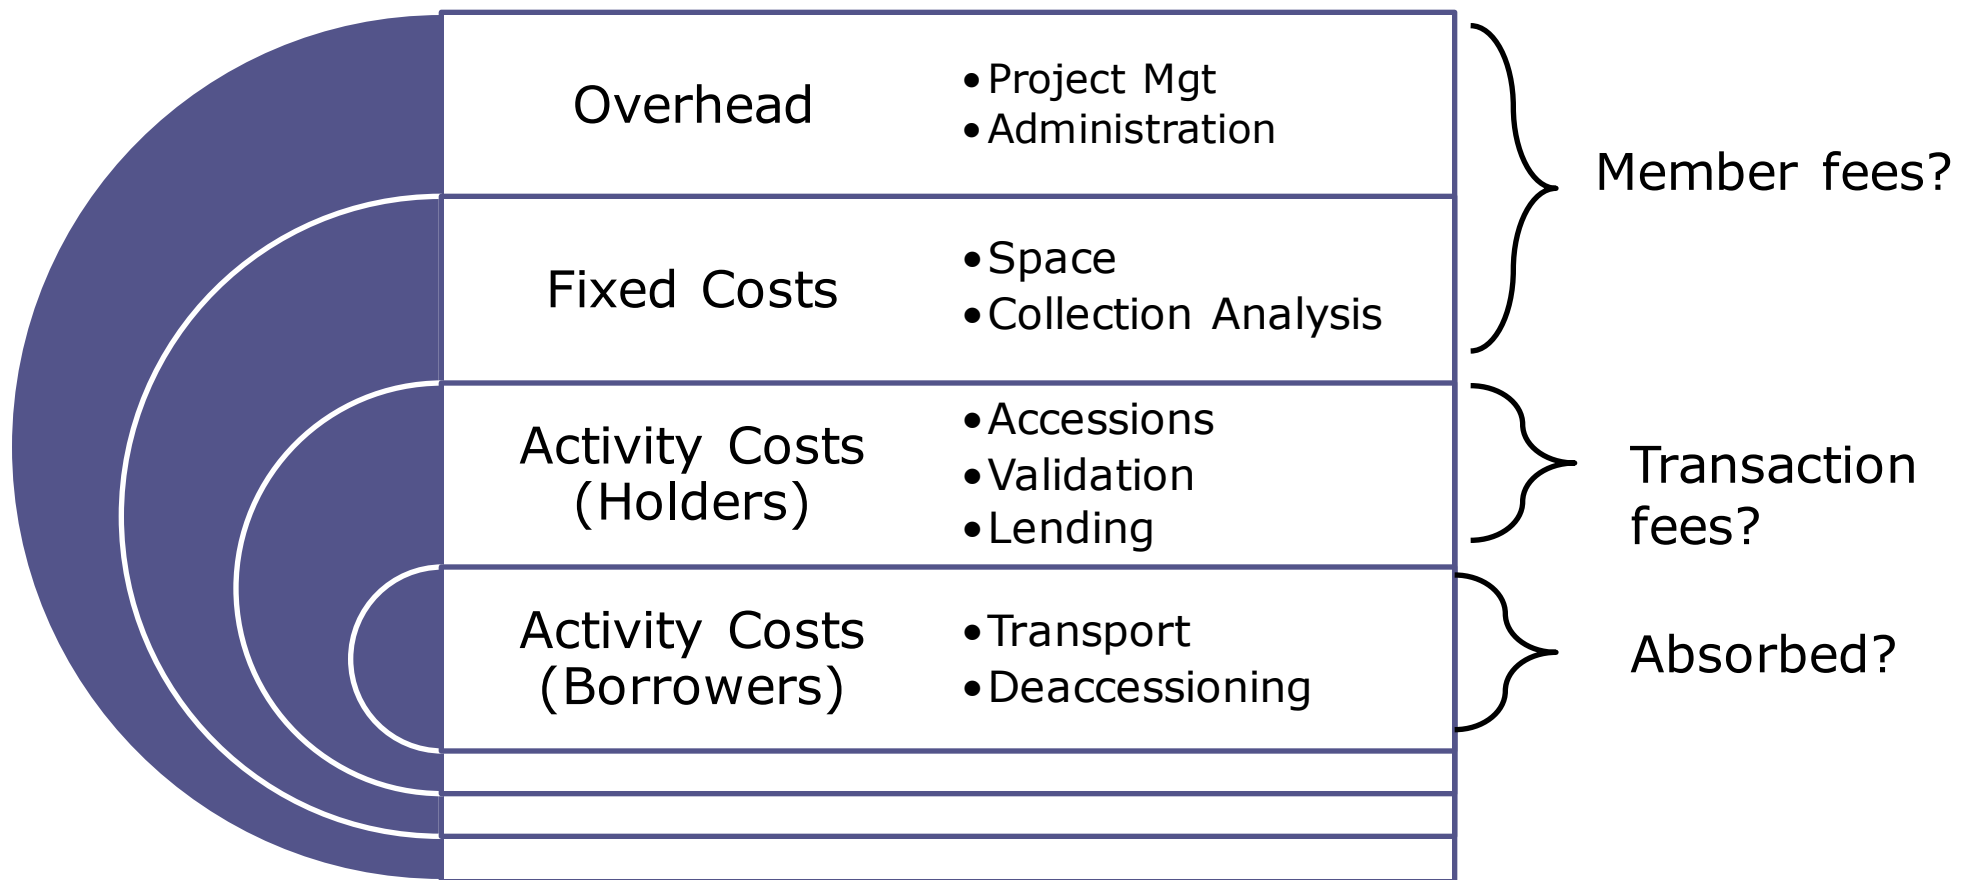 Overhead
•Project Mgt
•Administration
Member fees?
Fixed Costs
•Space
•Collection Analysis
Activity Costs
(Holders)
•Accessions
•Validation
•Lending
Transaction
fees?
Activity Costs
(Borrowers)
•Transport
•Deaccessioning
Absorbed?